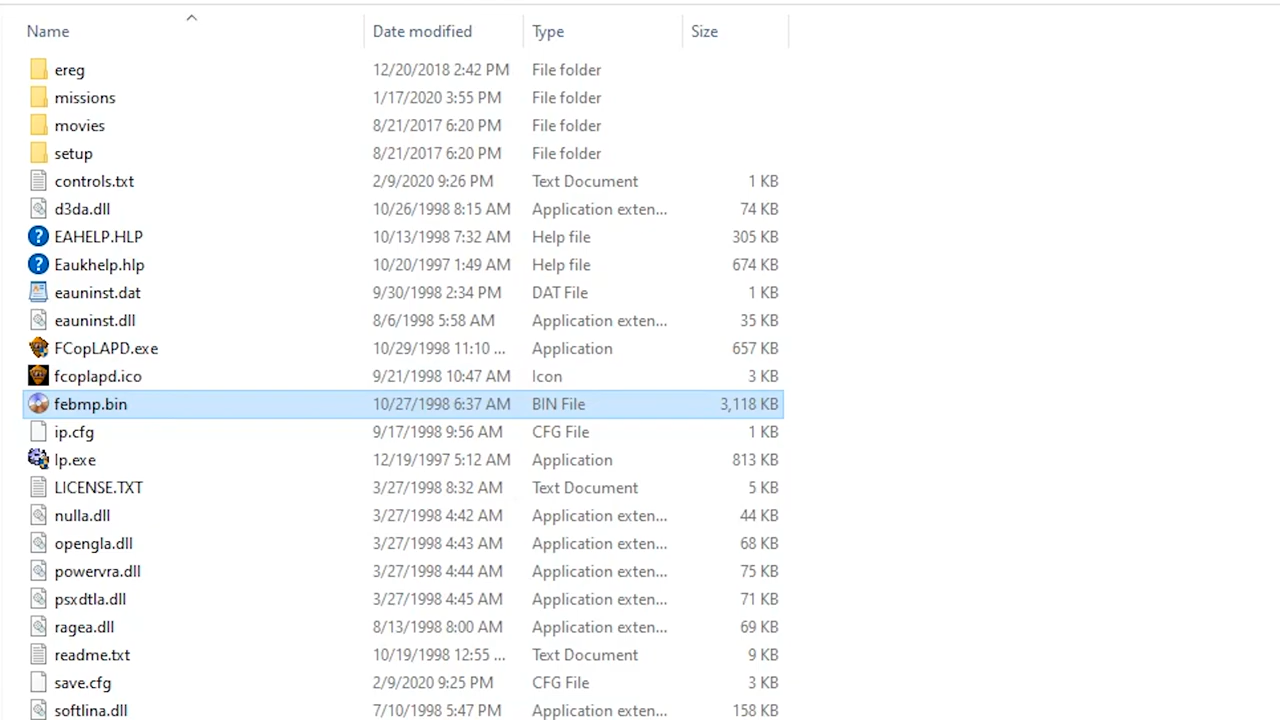 Name Date modified Type Size
ereg 12/20/2018 2:42 PM File folder
missions 1/17/2020 3:55 PM File folder
movies 8/21/2017 6:20 PM File folder
setup 8/21/2017 6:20 PM File folder
controls.txt 2/9/2020 9:26 PM Text Document 1 KB
d3da.dll 10/26/1998 8:15 AM Application exten... 74 KB
EAHELP.HLP 10/13/1998 7:32 AM Help file 305 KB
Eaukhelp.hlp 10/20/1997 1:49 AM Help file 674 KB
eauninst.dat 9/30/1998 2:34 PM DAT File 1 KB
eauninst.dll 8/6/1998 5:58 AM Application exten... 35 KB
FCopLAPD.exe 10/29/1998 11:10 ... Application 657 KB
fcoplapd.ico 9/21/1998 10:47 AM Icon 3 KB
febmp.bin 10/27/1998 6:37 AM BIN File 3,118 KB
ip.cfg 9/17/1998 9:56 AM CFG File 1 KB
lp.exe 12/19/1997 5:12 AM Application 813 KB
LICENSE.TXT 3/27/1998 8:32 AM Text Document 5 KB
nulla.dll 3/27/1998 4:42 AM Application exten... 44 KB
opengla.dll 3/27/1998 4:43 AM Application exten... 68 KB
powervra.dll 3/27/1998 4:44 AM Application exten... 75 KB
psxdtla.dll 3/27/1998 4:45 AM Application exten... 71 KB
ragea.dll 8/13/1998 8:00 AM Application exten... 69 KB
readme.txt 10/19/1998 12:55 ... Text Document 9 KB
save.cfg 2/9/2020 9:25 PM CFG File 3 KB
softlina.dll 7/10/1998 5:47 PM Application exten... 158 KB